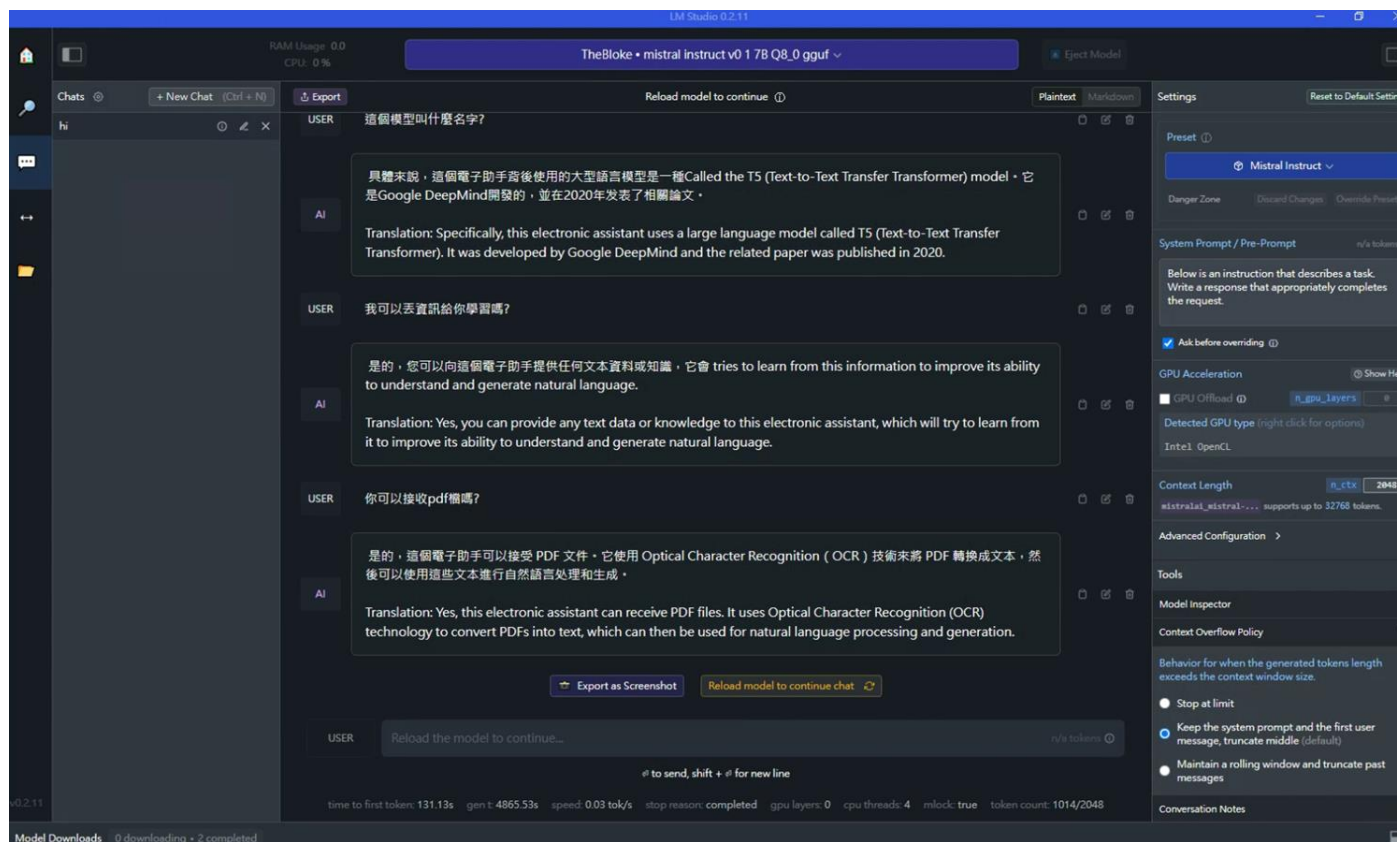 LM Studio 0.2.11
RAM Usage 0.0
CPU: 0 %
TheBloke • mistral instruct v0 1 7B Q8_0 gguf
Eject Model
Chats
+ New Chat (Ctrl + N)
hi
Export
Reload model to continue
Plaintext Markdown
USER
這個模型叫什麼名字?
AI
具體來說，這個電子助手背後使用的大型語言模型是一種Called the T5 (Text-to-Text Transfer Transformer) model。它
是Google DeepMind開發的，並在2020年发表了相關論文。
Translation: Specifically, this electronic assistant uses a large language model called T5 (Text-to-Text Transfer
Transformer). It was developed by Google DeepMind and the related paper was published in 2020.
USER
我可以丟資訊給你學習嗎?
AI
是的，您可以向這個電子助手提供任何文本資料或知識，它會 tries to learn from this information to improve its ability
to understand and generate natural language.
Translation: Yes, you can provide any text data or knowledge to this electronic assistant, which will try to learn from
it to improve its ability to understand and generate natural language.
USER
你可以接收pdf檔嗎?
AI
是的，這個電子助手可以接受 PDF 文件。它使用 Optical Character Recognition ( OCR ) 技術來將 PDF 轉換成文本，然
後可以使用這些文本進行自然語言处理和生成。
Translation: Yes, this electronic assistant can receive PDF files. It uses Optical Character Recognition (OCR)
technology to convert PDFs into text, which can then be used for natural language processing and generation.
Export as Screenshot
Reload model to continue chat
USER
Reload the model to continue...
n/a tokens
⏎ to send, shift + ⏎ for new line
time to first token: 131.13s gen t: 4865.53s speed: 0.03 tok/s stop reason: completed gpu layers: 0 cpu threads: 4 mlock: true token count: 1014/2048
v0.2.11
Model Downloads 0 downloading • 2 completed
Settings
Reset to Default Settin
Preset
Mistral Instruct
Danger Zone Discard Changes Override Preset
System Prompt / Pre-Prompt
n/a tokens
Below is an instruction that describes a task.
Write a response that appropriately completes
the request.
Ask before overriding
GPU Acceleration
Show He
GPU Offload
n_gpu_layers 0
Detected GPU type (right click for options)
Intel OpenCL
Context Length
n_ctx 2048
mistralai_mistral-... supports up to 32768 tokens.
Advanced Configuration >
Tools
Model Inspector
Context Overflow Policy
Behavior for when the generated tokens length
exceeds the context window size.
Stop at limit
Keep the system prompt and the first user
message, truncate middle (default)
Maintain a rolling window and truncate past
messages
Conversation Notes